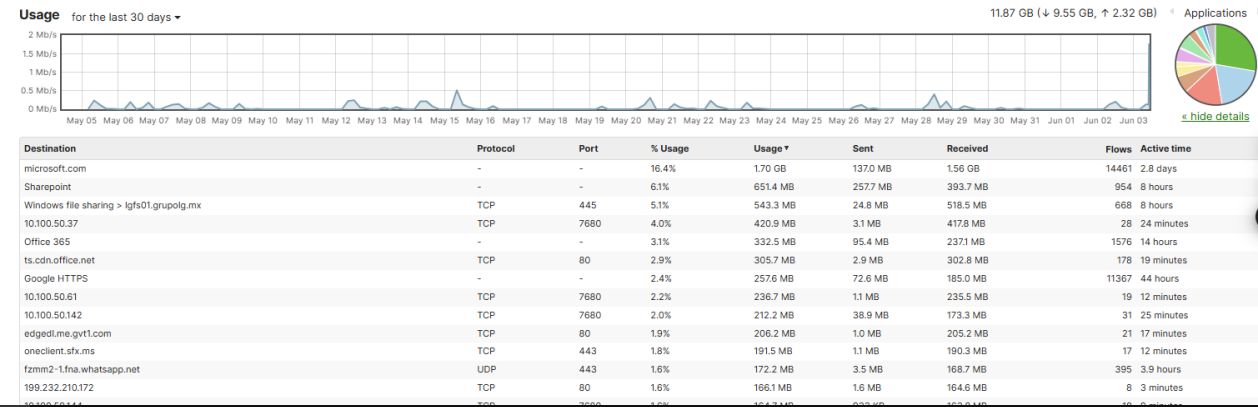 Usage for the last 30 days 11.87 GB (↓ 9.55 GB, ↑ 2.32 GB) Applications
2 Mb/s
1.5 Mb/s
1 Mb/s
0.5 Mb/s
0 Mb/s
May 05 May 06 May 07 May 08 May 09 May 10 May 11 May 12 May 13 May 14 May 15 May 16 May 17 May 18 May 19 May 20 May 21 May 22 May 23 May 24 May 25 May 26 May 27 May 28 May 29 May 30 May 31 Jun 01 Jun 02 Jun 03
« hide details
Destination Protocol Port % Usage Usage Sent Received Flows Active time
microsoft.com - - 16.4% 1.70 GB 137.0 MB 1.56 GB 14461 2.8 days
Sharepoint - - 6.1% 651.4 MB 257.7 MB 393.7 MB 954 8 hours
Windows file sharing > lgfs01.grupolg.mx TCP 445 5.1% 543.3 MB 24.8 MB 518.5 MB 668 8 hours
10.100.50.37 TCP 7680 4.0% 420.9 MB 3.1 MB 417.8 MB 28 24 minutes
Office 365 - - 3.1% 332.5 MB 95.4 MB 237.1 MB 1576 14 hours
ts.cdn.office.net TCP 80 2.9% 305.7 MB 2.9 MB 302.8 MB 178 19 minutes
Google HTTPS - - 2.4% 257.6 MB 72.6 MB 185.0 MB 11367 44 hours
10.100.50.61 TCP 7680 2.2% 236.7 MB 1.1 MB 235.5 MB 19 12 minutes
10.100.50.142 TCP 7680 2.0% 212.2 MB 38.9 MB 173.3 MB 31 25 minutes
edgedl.me.gvt1.com TCP 80 1.9% 206.2 MB 1.0 MB 205.2 MB 21 17 minutes
oneclient.sfx.ms TCP 443 1.8% 191.5 MB 1.1 MB 190.3 MB 17 12 minutes
fzmm2-1.fna.whatsapp.net UDP 443 1.6% 172.2 MB 3.5 MB 168.7 MB 395 3.9 hours
199.232.210.172 TCP 80 1.6% 166.1 MB 1.6 MB 164.6 MB 8 3 minutes